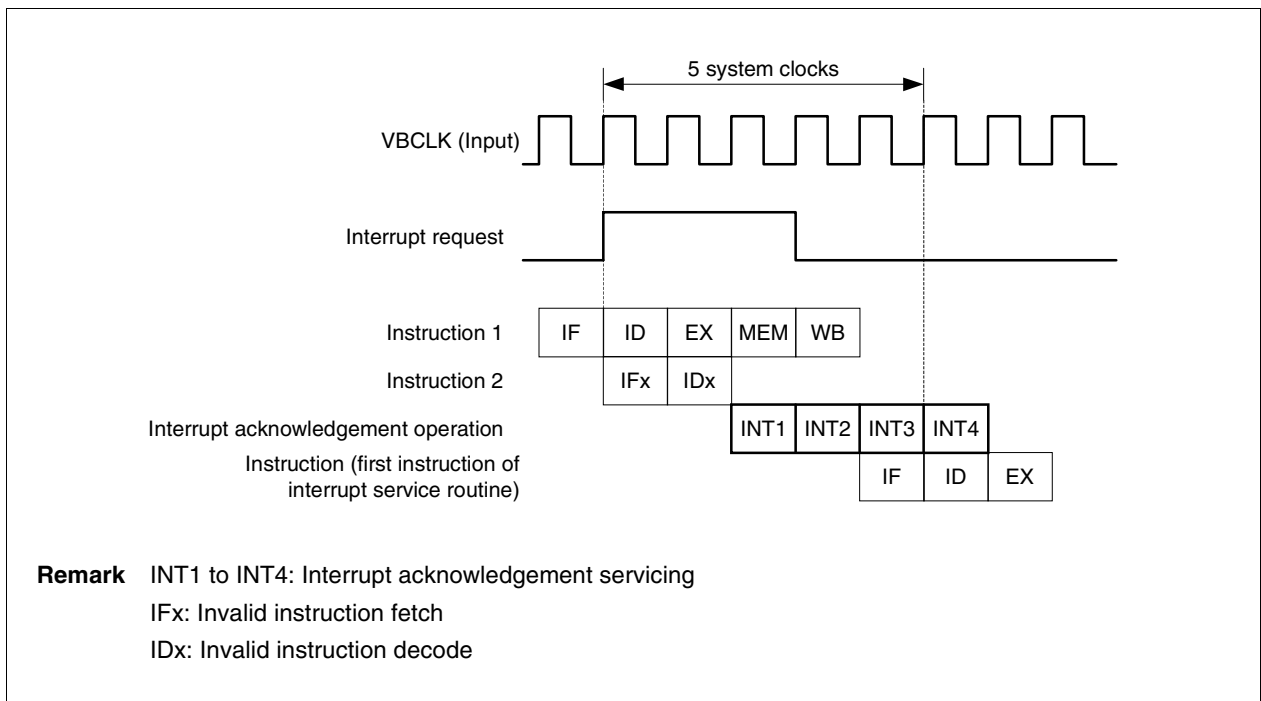 5 system clocks
VBCLK (Input)
Interrupt request
Instruction 1 IF ID EX MEM WB
Instruction 2 IFx IDx
Interrupt acknowledgement operation INT1 INT2 INT3 INT4
Instruction (first instruction of
interrupt service routine) IF ID EX
Remark INT1 to INT4: Interrupt acknowledgement servicing
IFx: Invalid instruction fetch
IDx: Invalid instruction decode